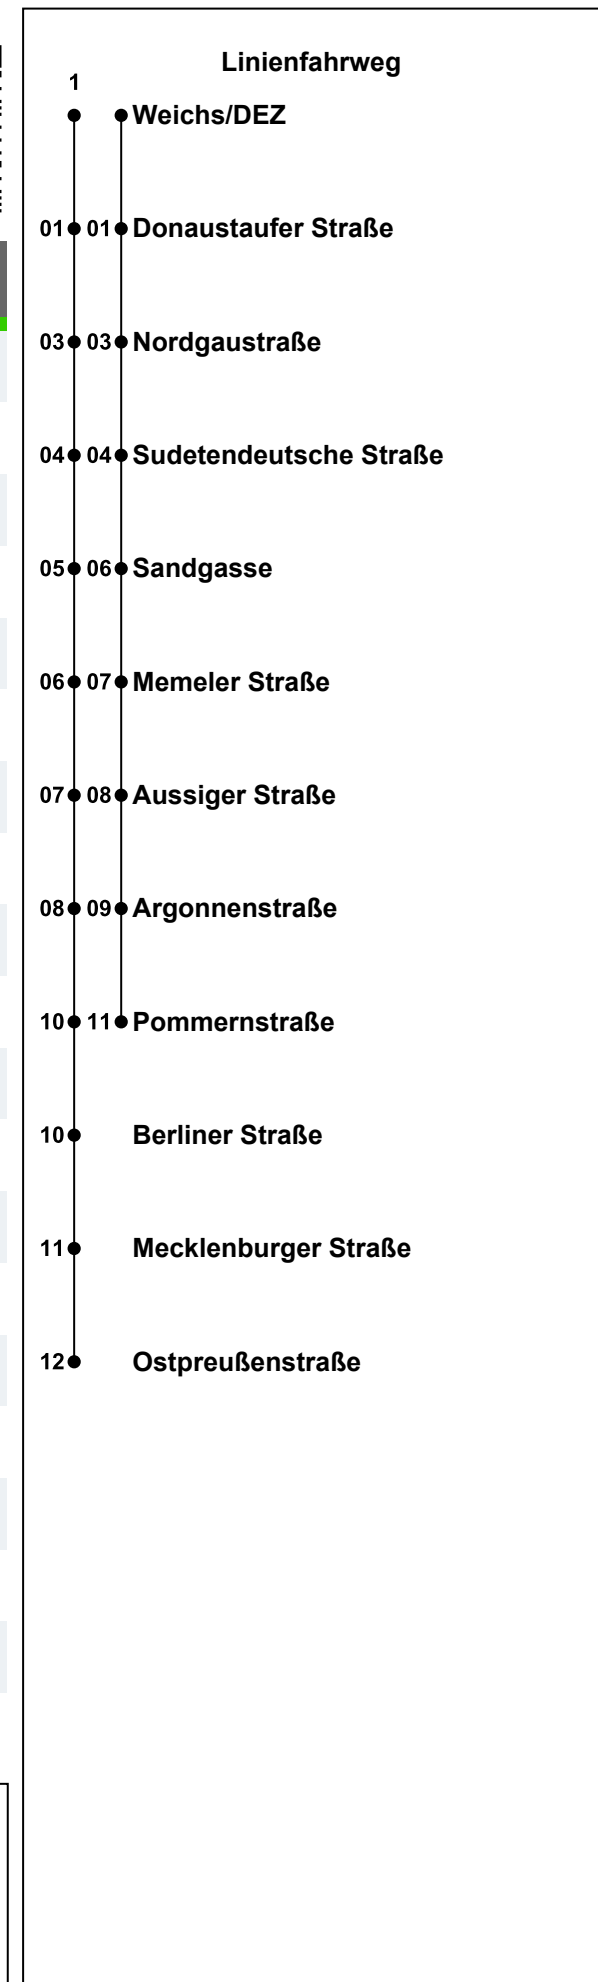 Linienfahrweg
1
Weichs/DEZ
01 01 Donaustaufer Straße
03 03 Nordgaustraße
04 04 Sudetendeutsche Straße
05 06 Sandgasse
06 07 Memeler Straße
07 08 Aussiger Straße
08 09 Argonnenstraße
10 11 Pommernstraße
10 Berliner Straße
11 Mecklenburger Straße
12 Ostpreußenstraße